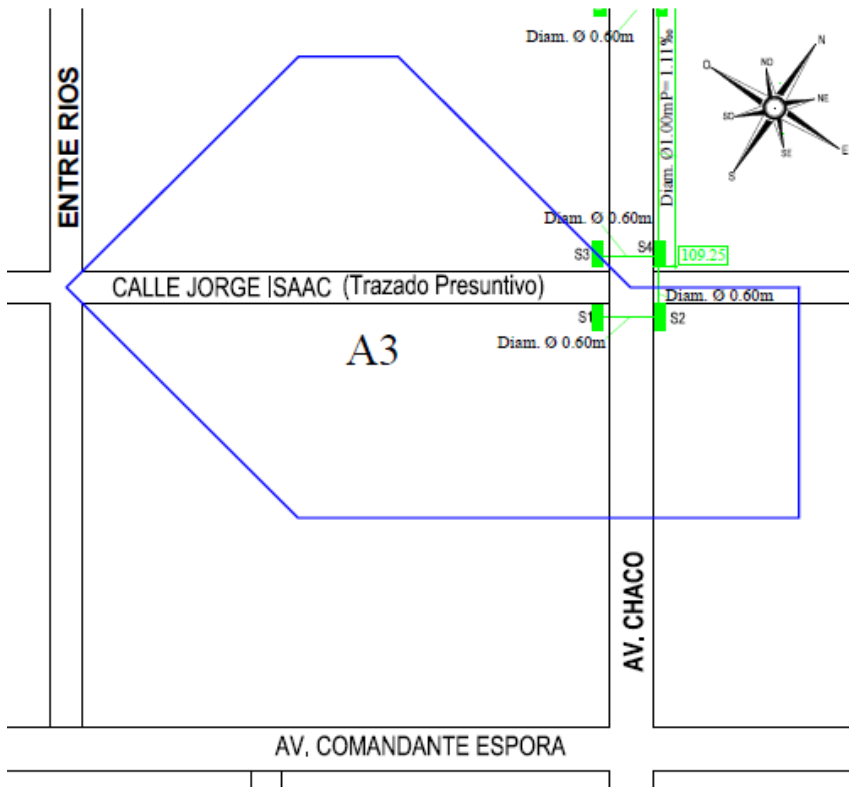 Diam. Ø 0.60m
Diam. Ø1.00mP= 1.11‰
N
NO
O
NE
SO
SE
E
S
ENTRE RIOS
Diam. Ø 0.60m
S3
S4
109.25
CALLE JORGE ISAAC (Trazado Presuntivo)
Diam. Ø 0.60m
S1
S2
Diam. Ø 0.60m
A3
AV. CHACO
AV. COMANDANTE ESPORA